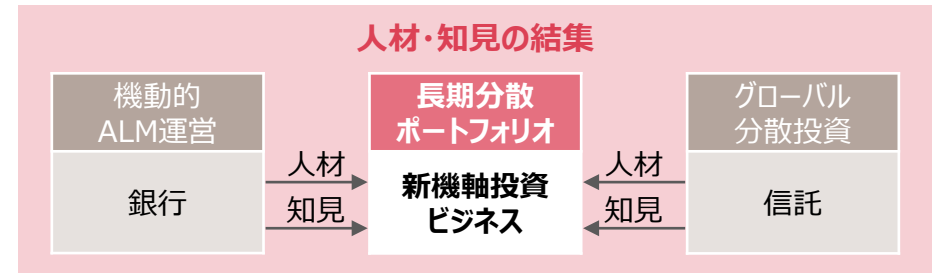 人材・知見の結集
機動的
ALM運営
銀行
人材
知見
長期分散
ポートフォリオ
新機軸投資
ビジネス
人材
知見
グローバル
分散投資
信託